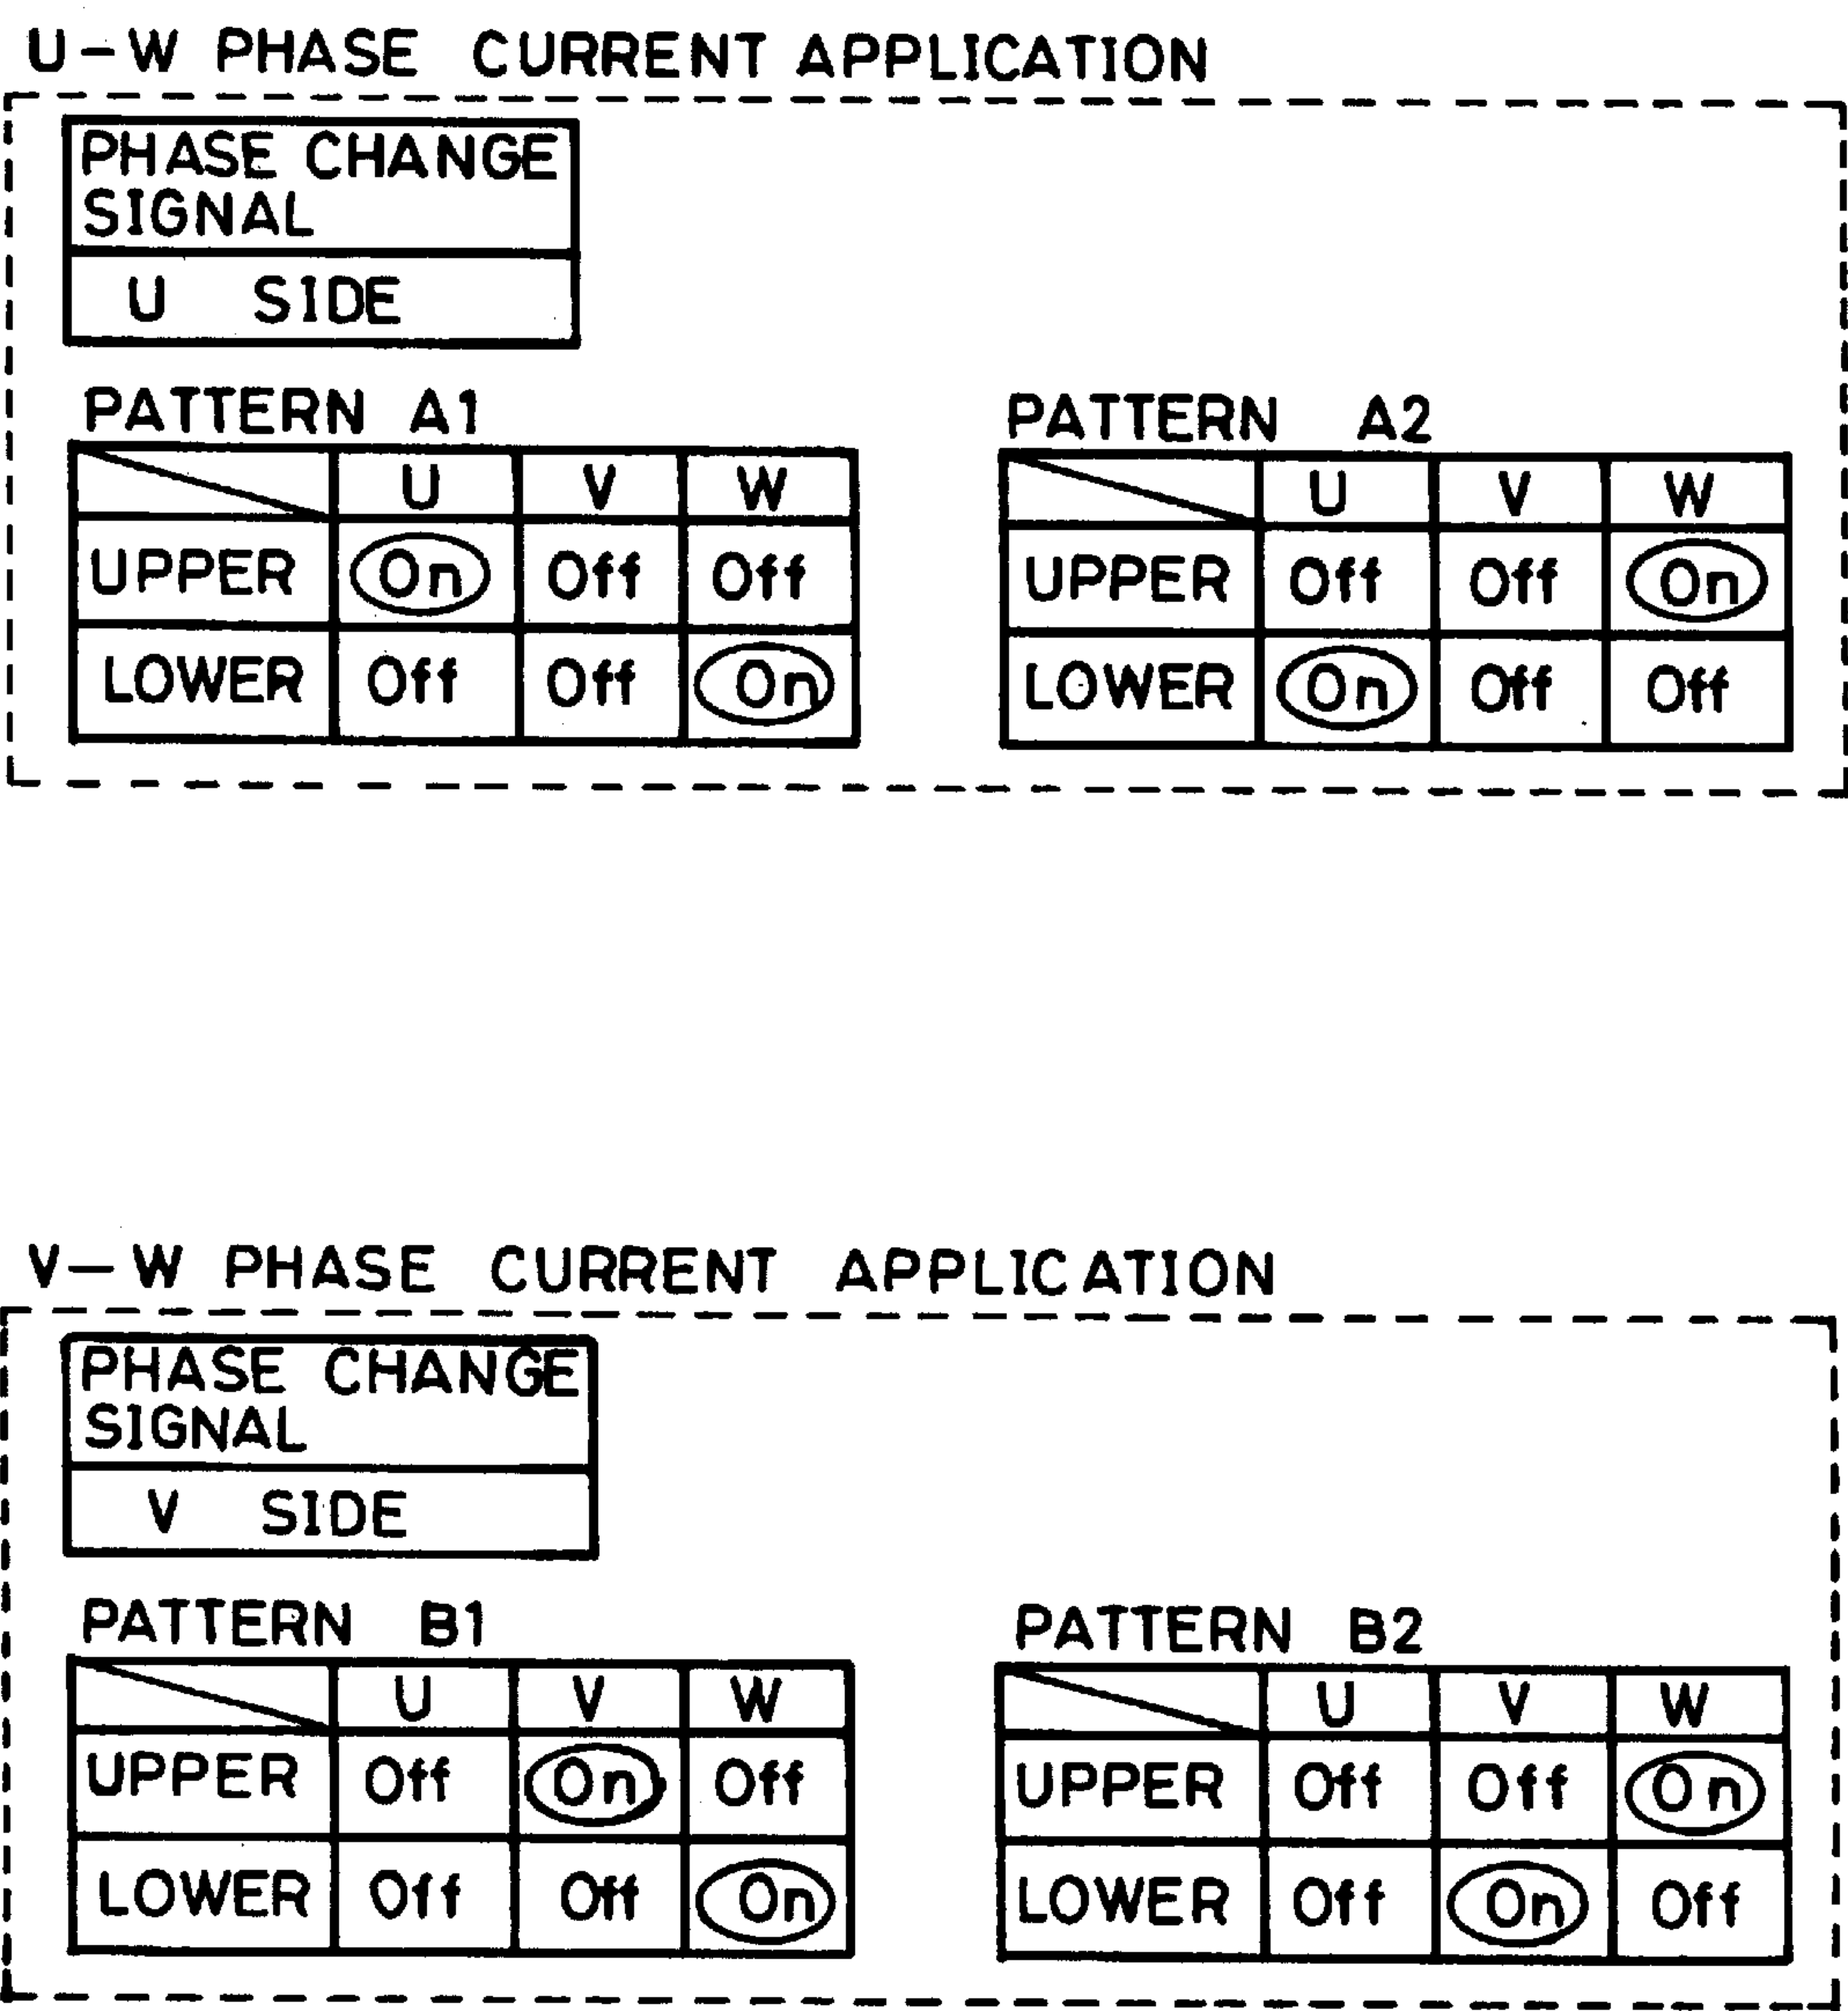 U-W PHASE CURRENT APPLICATION
PHASE CHANGE
SIGNAL
U SIDE
PATTERN A1
U V W
UPPER On Off Off
LOWER Off Off On
PATTERN A2
U V W
UPPER Off Off On
LOWER On Off Off
V-W PHASE CURRENT APPLICATION
PHASE CHANGE
SIGNAL
V SIDE
PATTERN B1
U V W
UPPER Off On Off
LOWER Off Off On
PATTERN B2
U V W
UPPER Off Off On
LOWER Off On Off